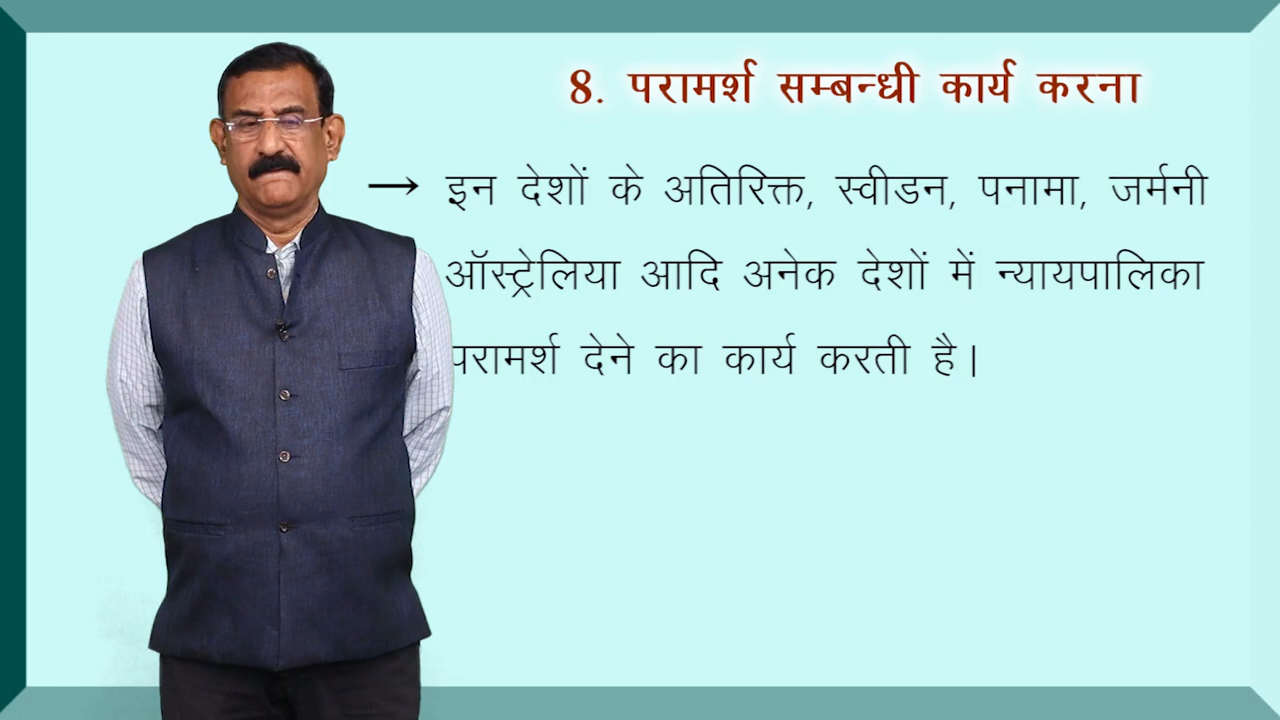 8. परामर्श सम्बन्धी कार्य करना
→ इन देशों के अतिरिक्त, स्वीडन, पनामा, जर्मनी
ऑस्ट्रेलिया आदि अनेक देशों में न्यायपालिका
परामर्श देने का कार्य करती है।